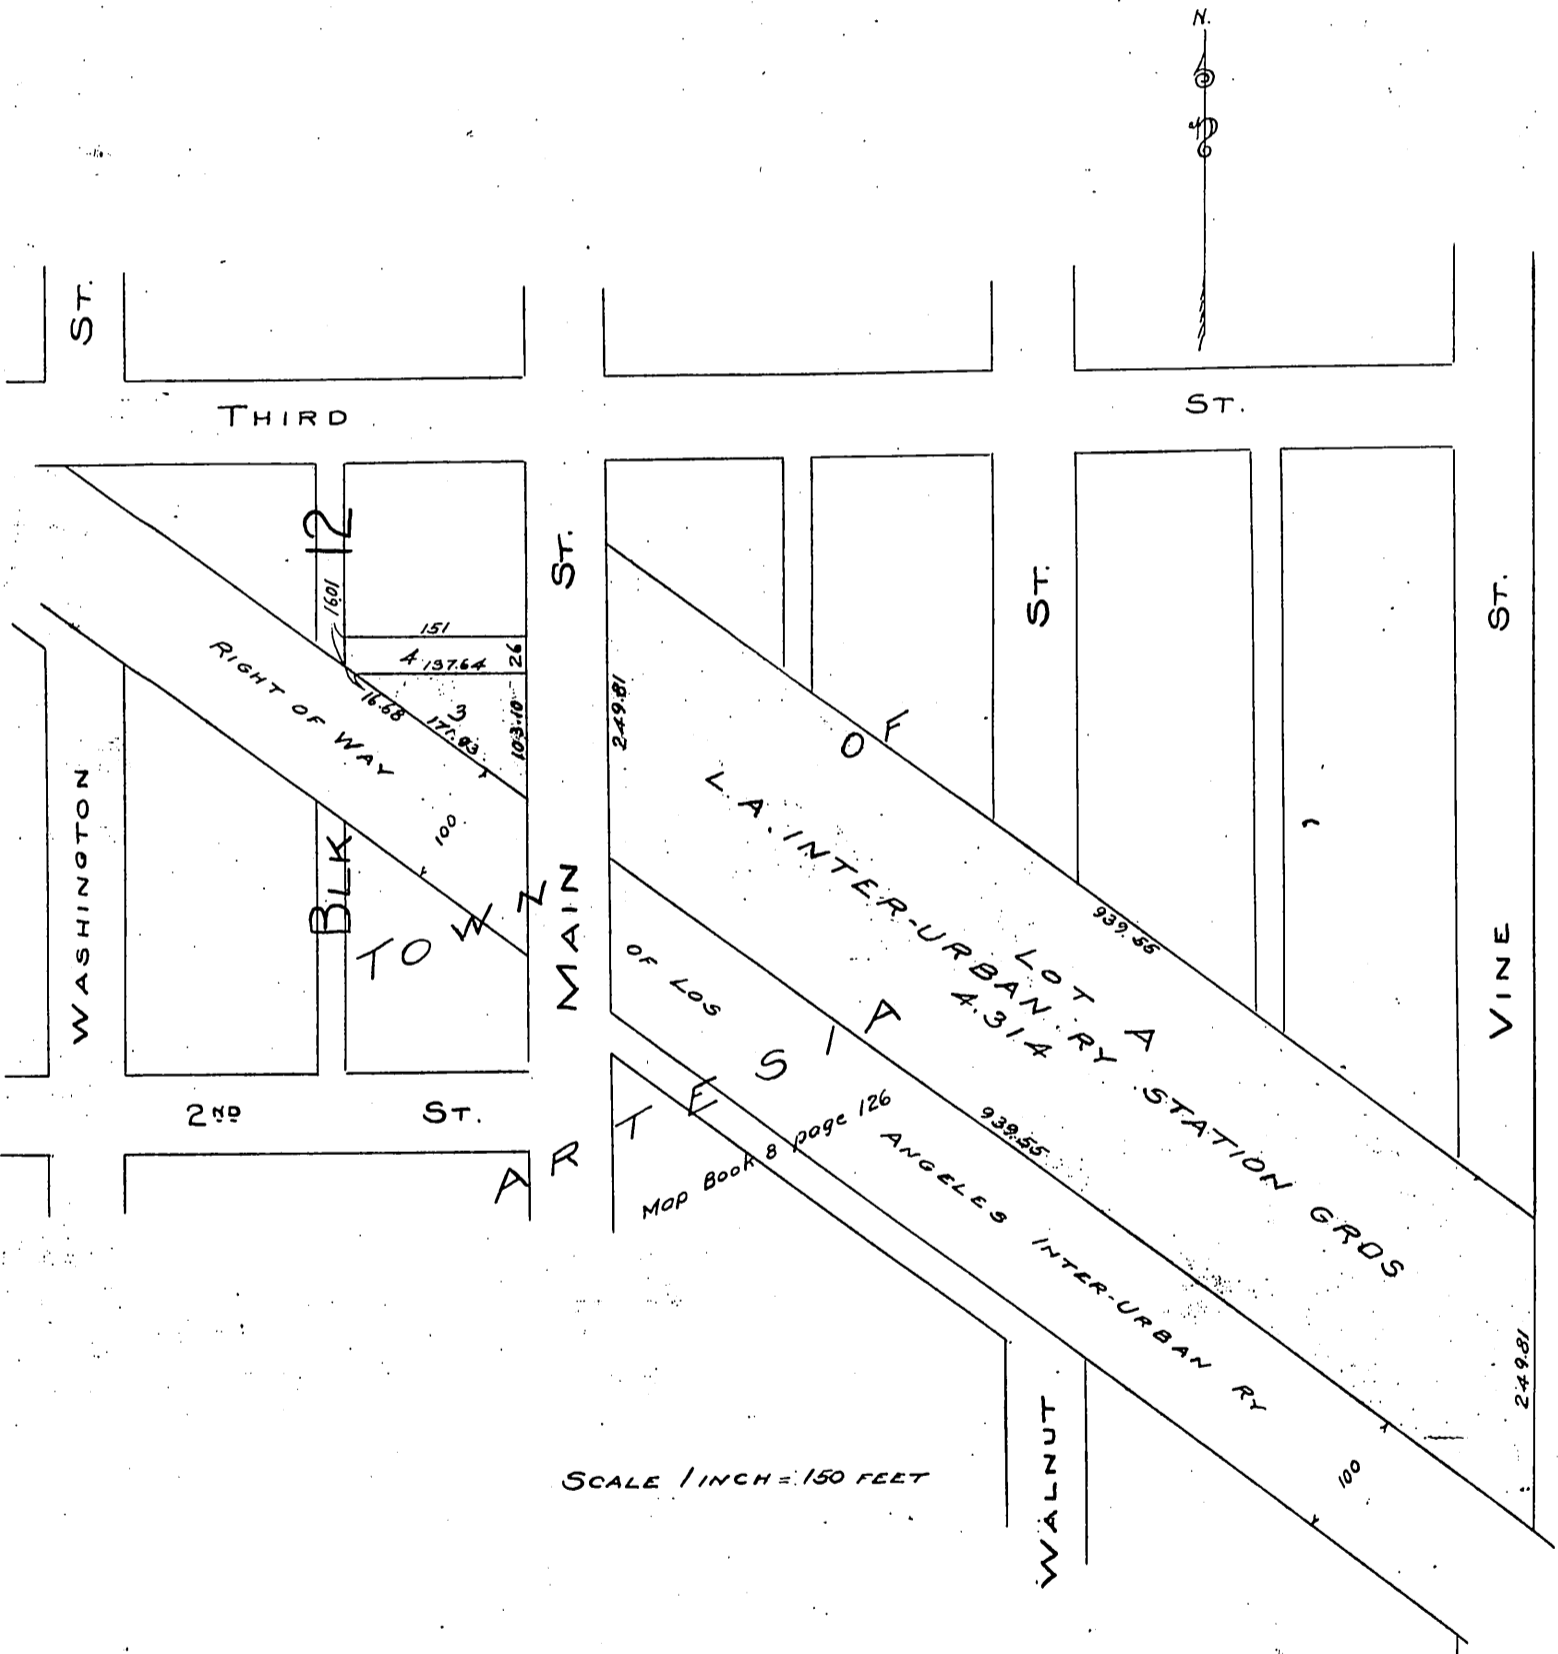 N.
ST.
THIRD
ST.
12
1601
151
4 137.64
26
16.68
3
171.93
103.10
RIGHT OF WAY
100
ST.
249.81
ST.
ST.
TOWN OF
L.A. INTER-URBAN RY STATION GRDS
LOT A
4.314
939.55
WASHINGTON
BLK
MAIN
VINE
OF LOS ANGELES INTER-URBAN RY
939.55
2ND ST.
ARTESIA
Map Book 8 page 126
249.81
100
WALNUT
SCALE 1 INCH = 150 FEET